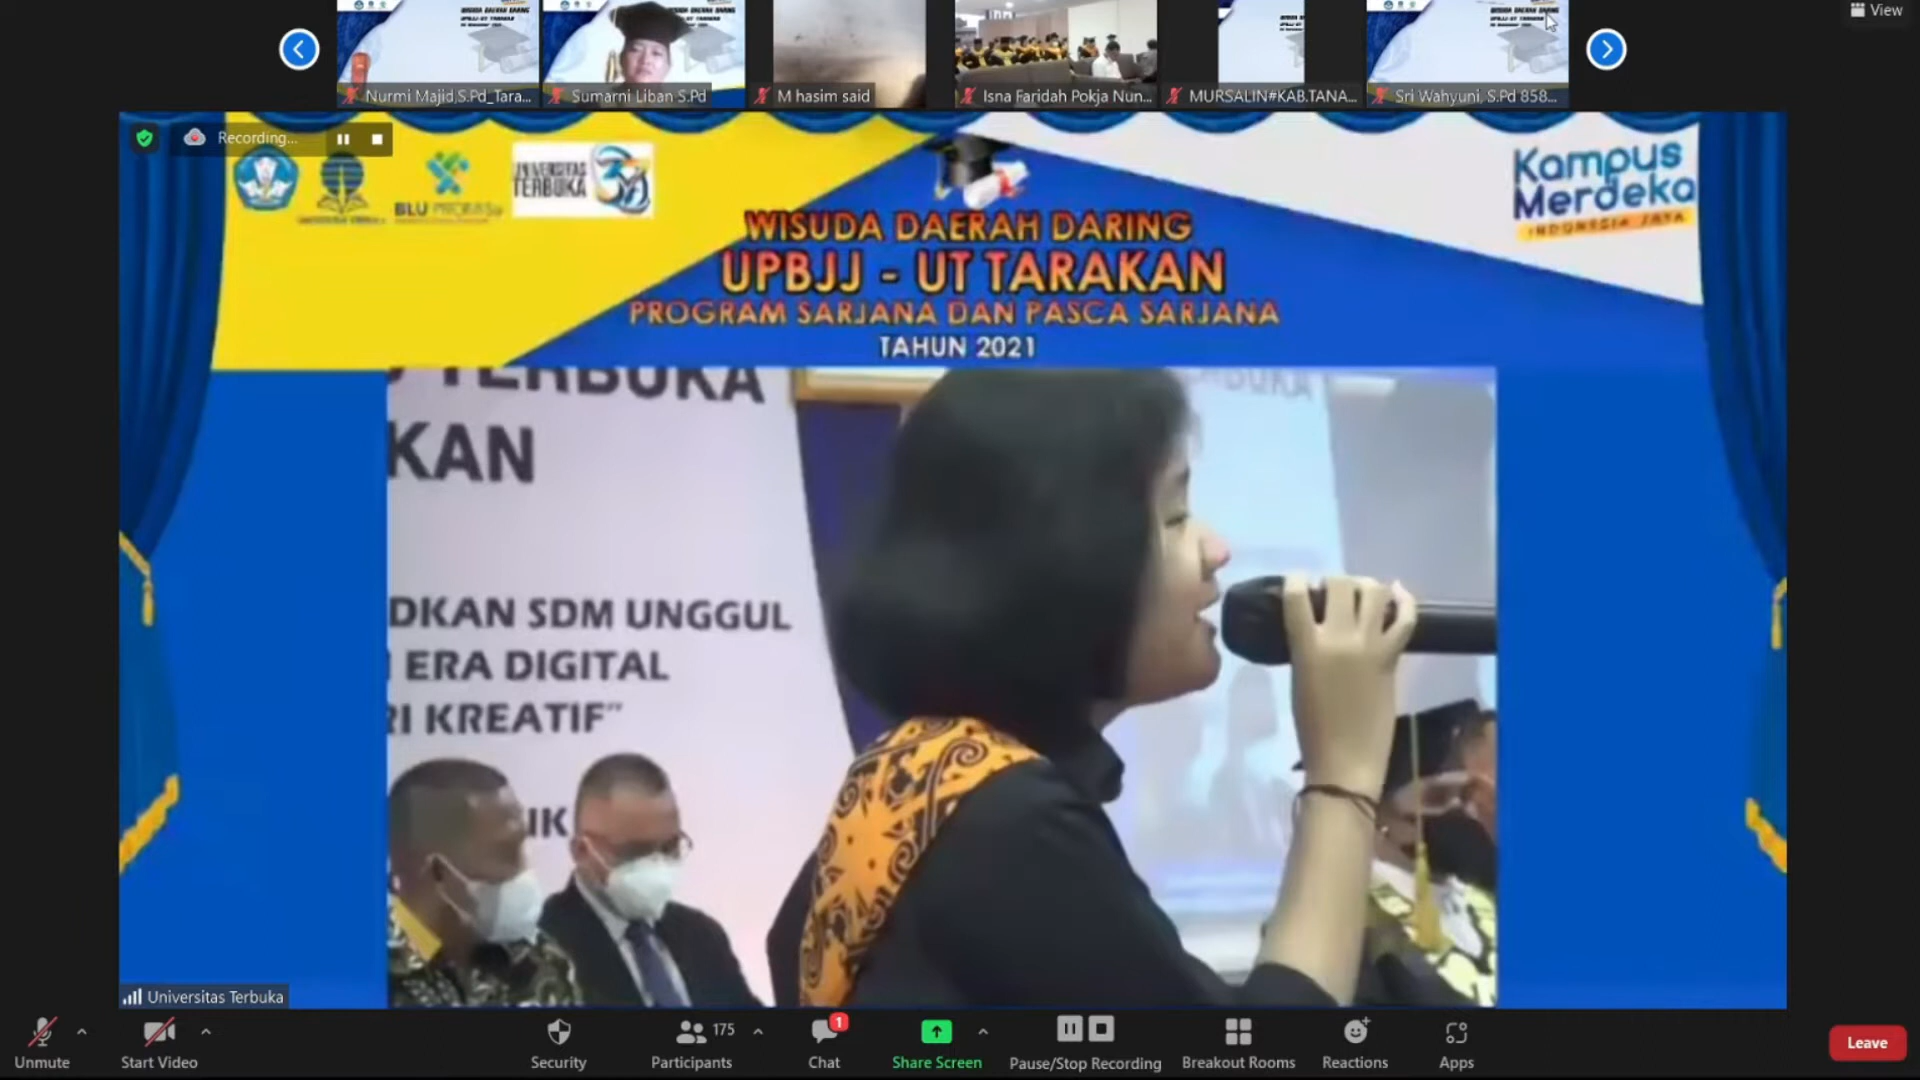 View
Nurmi Majid,S.Pd_Tara...
Sumarni Liban S.Pd
M hasim said
Isna Faridah Pokja Nun...
MURSALIN#KAB.TANA...
Sri Wahyuni, S.Pd 858...
Recording...
BLU
UNIVERSITAS
TERBUKA
Kampus
Merdeka
INDONESIA JAYA
WISUDA DAERAH DARING
UPBJJ - UT TARAKAN
PROGRAM SARJANA DAN PASCA SARJANA
TAHUN 2021
TERBUKA
KAN
DKAN SDM UNGGUL
ERA DIGITAL
RI KREATIF"
IK
Universitas Terbuka
Unmute
Start Video
Security
175
Participants
1
Chat
Share Screen
Pause/Stop Recording
Breakout Rooms
Reactions
Apps
Leave